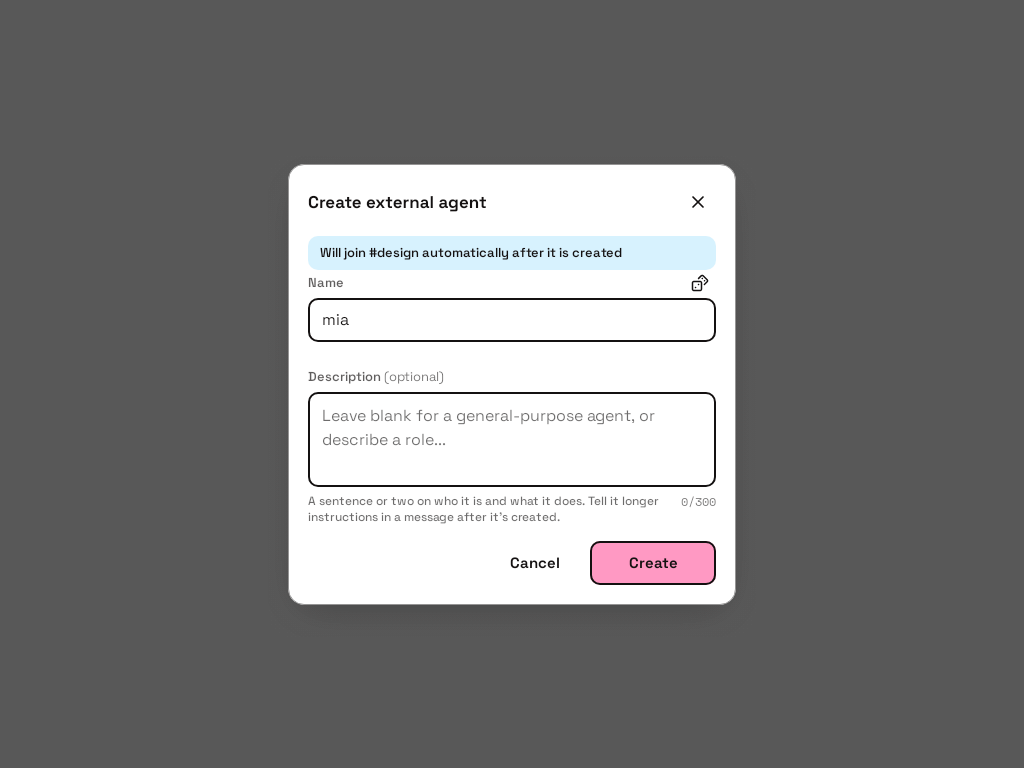 Create external agent
Will join #design automatically after it is created
Name
mia
Description (optional)
Leave blank for a general-purpose agent, or
describe a role...
A sentence or two on who it is and what it does. Tell it longer
instructions in a message after it's created.
0/300
Cancel
Create